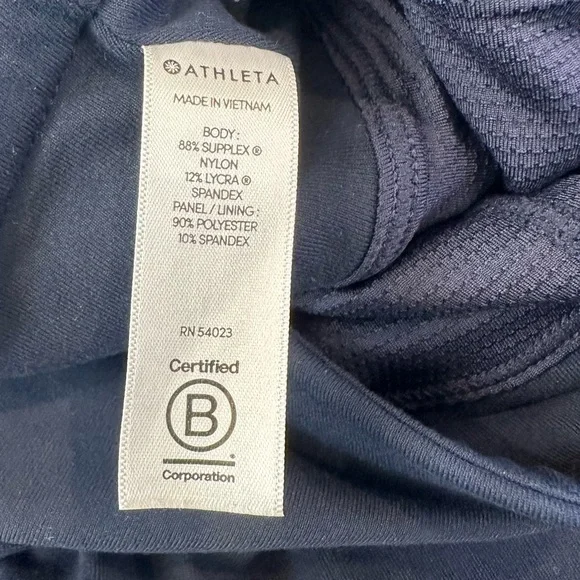 ATHLETA
MADE IN VIETNAM
BODY :
88% SUPPLEX ®
NYLON
12% LYCRA ®
SPANDEX
PANEL / LINING :
90% POLYESTER
10% SPANDEX
RN 54023
Certified
B
Corporation